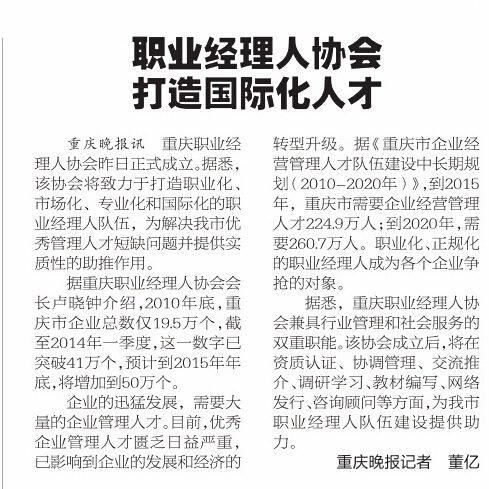 职业经理人协会
打造国际化人才
重庆晚报讯 重庆职业经
理人协会昨日正式成立。据悉，
该协会将致力于打造职业化、
市场化、专业化和国际化的职
业经理人队伍，为解决我市优
秀管理人才短缺问题并提供实
质性的助推作用。
据重庆职业经理人协会会
长卢晓钟介绍，2010年底，重
庆市企业总数仅19.5万个，截
至2014年一季度，这一数字已
突破41万个，预计到2015年年
底，将增加到50万个。
企业的迅猛发展，需要大
量的企业管理人才。目前，优秀
企业管理人才匮乏日益严重，
已影响到企业的发展和经济的
转型升级。据《重庆市企业经
营管理人才队伍建设中长期规
划（2010-2020年）》，到2015
年，重庆市需要企业经营管理
人才224.9万人；到2020年，需
要260.7万人。职业化、正规化
的职业经理人成为各个企业争
抢的对象。
据悉，重庆职业经理人协
会兼具行业管理和社会服务的
双重职能。该协会成立后，将在
资质认证、协调管理、交流推
介、调研学习、教材编写、网络
发行、咨询顾问等方面，为我市
职业经理人队伍建设提供助
力。
重庆晚报记者 董亿